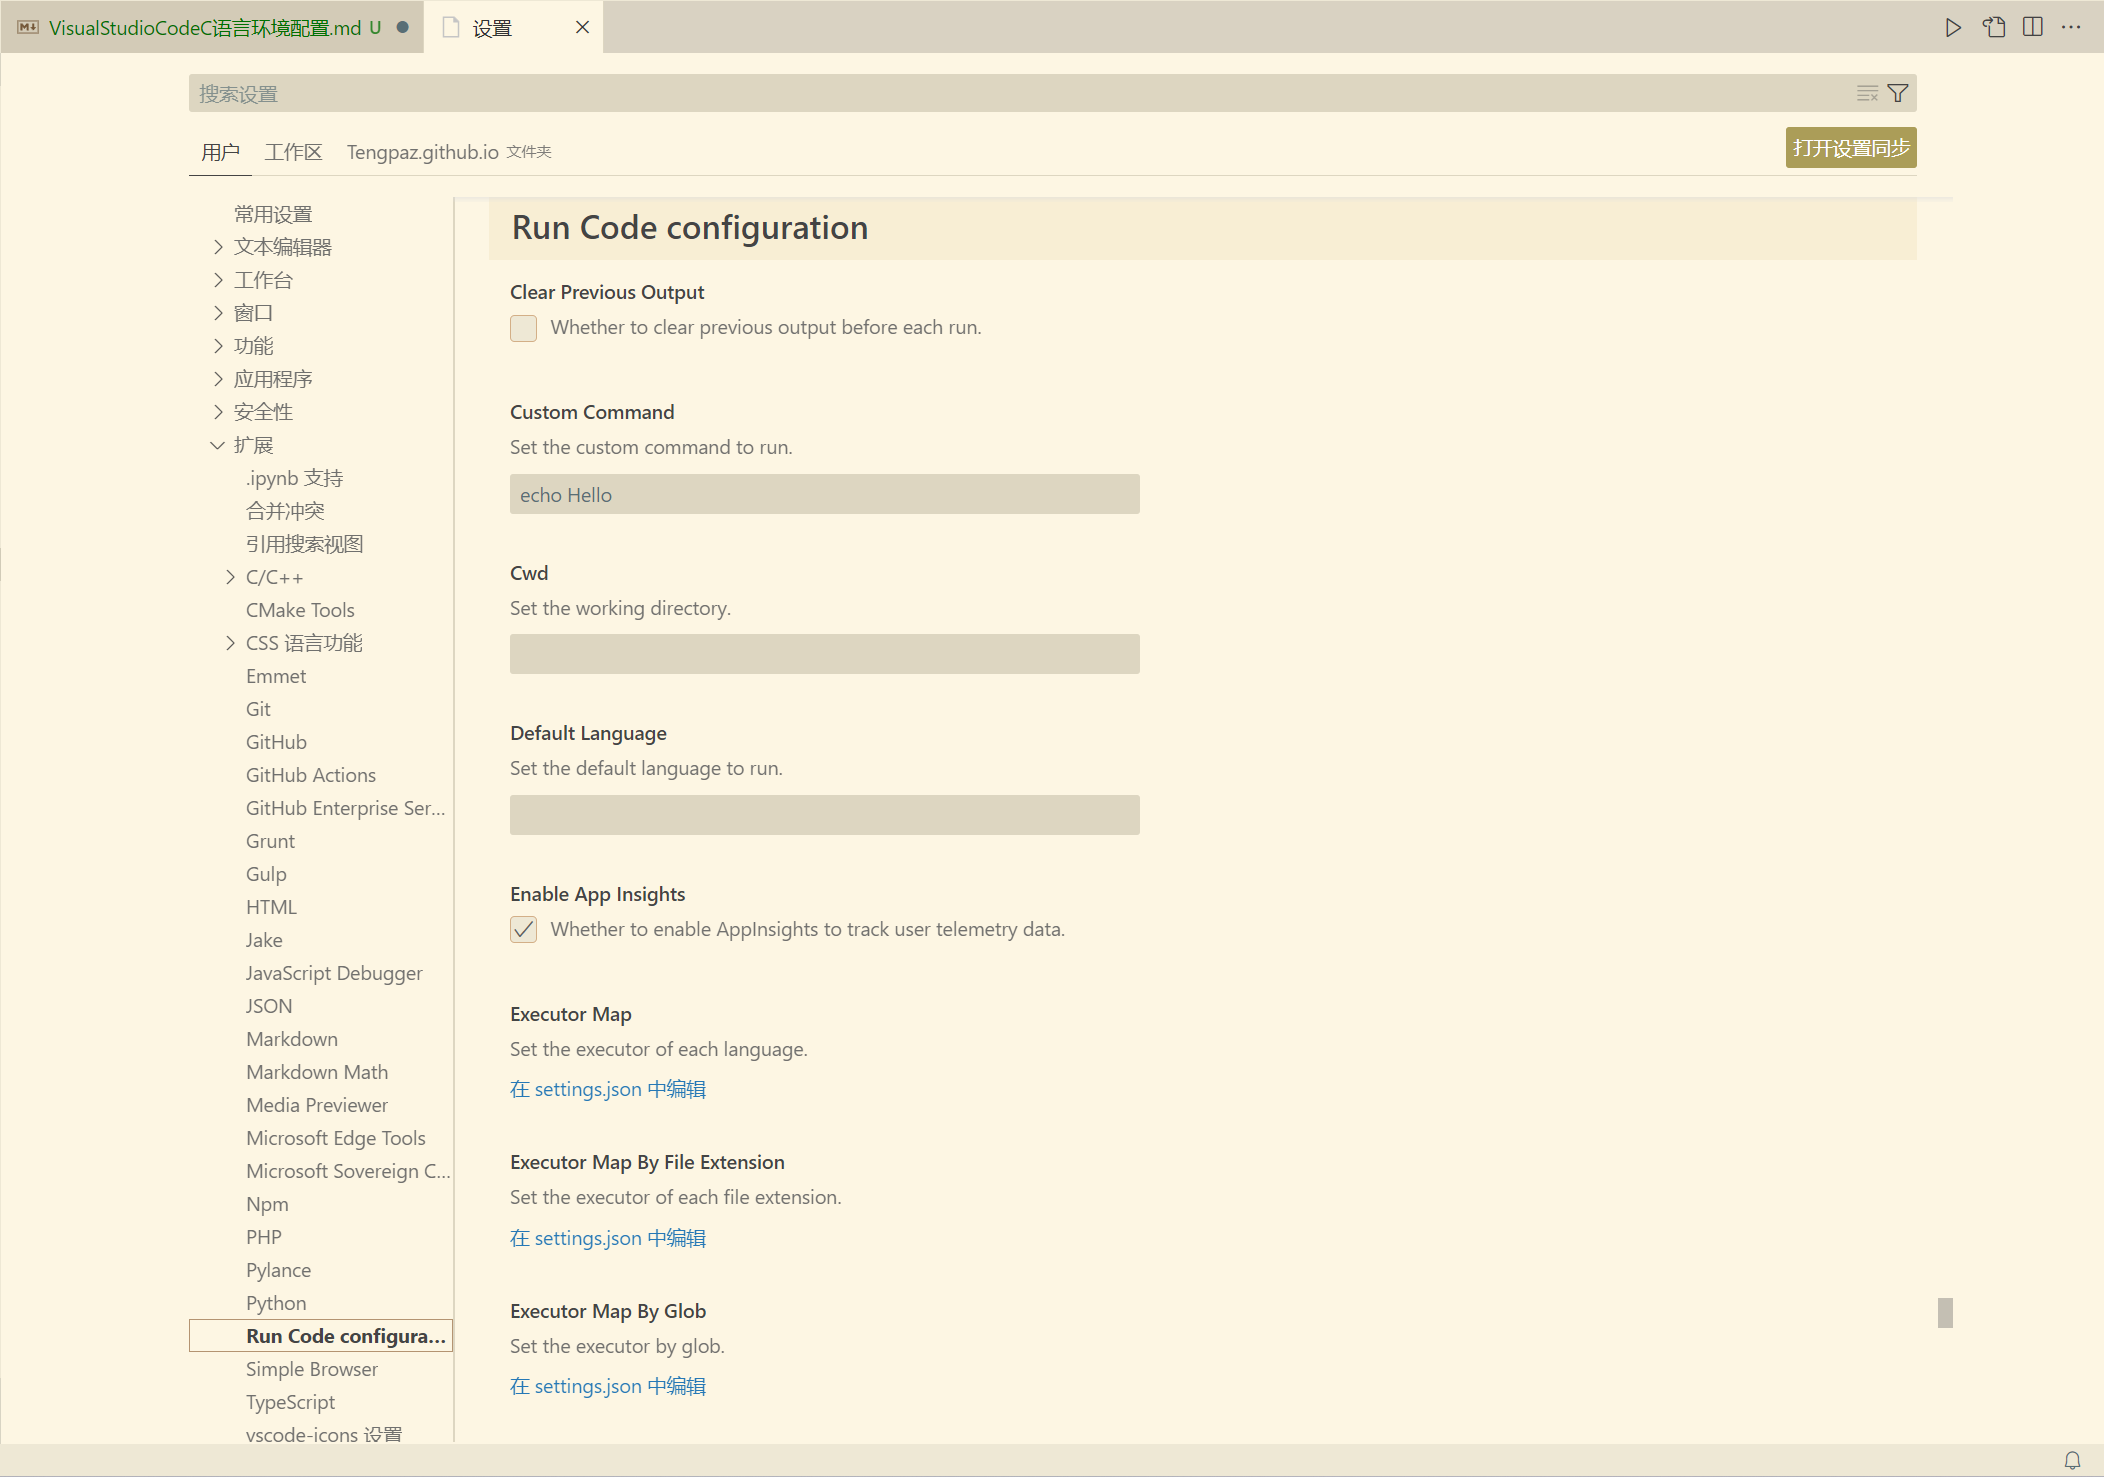 VisualStudioCodeC语言环境配置.md U
设置
搜索设置
用户 工作区 Tengpaz.github.io 文件夹
打开设置同步
常用设置
文本编辑器
工作台
窗口
功能
应用程序
安全性
扩展
.ipynb 支持
合并冲突
引用搜索视图
C/C++
CMake Tools
CSS 语言功能
Emmet
Git
GitHub
GitHub Actions
GitHub Enterprise Ser...
Grunt
Gulp
HTML
Jake
JavaScript Debugger
JSON
Markdown
Markdown Math
Media Previewer
Microsoft Edge Tools
Microsoft Sovereign C...
Npm
PHP
Pylance
Python
Run Code configura...
Simple Browser
TypeScript
vscode-icons 设置
Run Code configuration
Clear Previous Output
Whether to clear previous output before each run.
Custom Command
Set the custom command to run.
echo Hello
Cwd
Set the working directory.
Default Language
Set the default language to run.
Enable App Insights
Whether to enable AppInsights to track user telemetry data.
Executor Map
Set the executor of each language.
在 settings.json 中编辑
Executor Map By File Extension
Set the executor of each file extension.
在 settings.json 中编辑
Executor Map By Glob
Set the executor by glob.
在 settings.json 中编辑